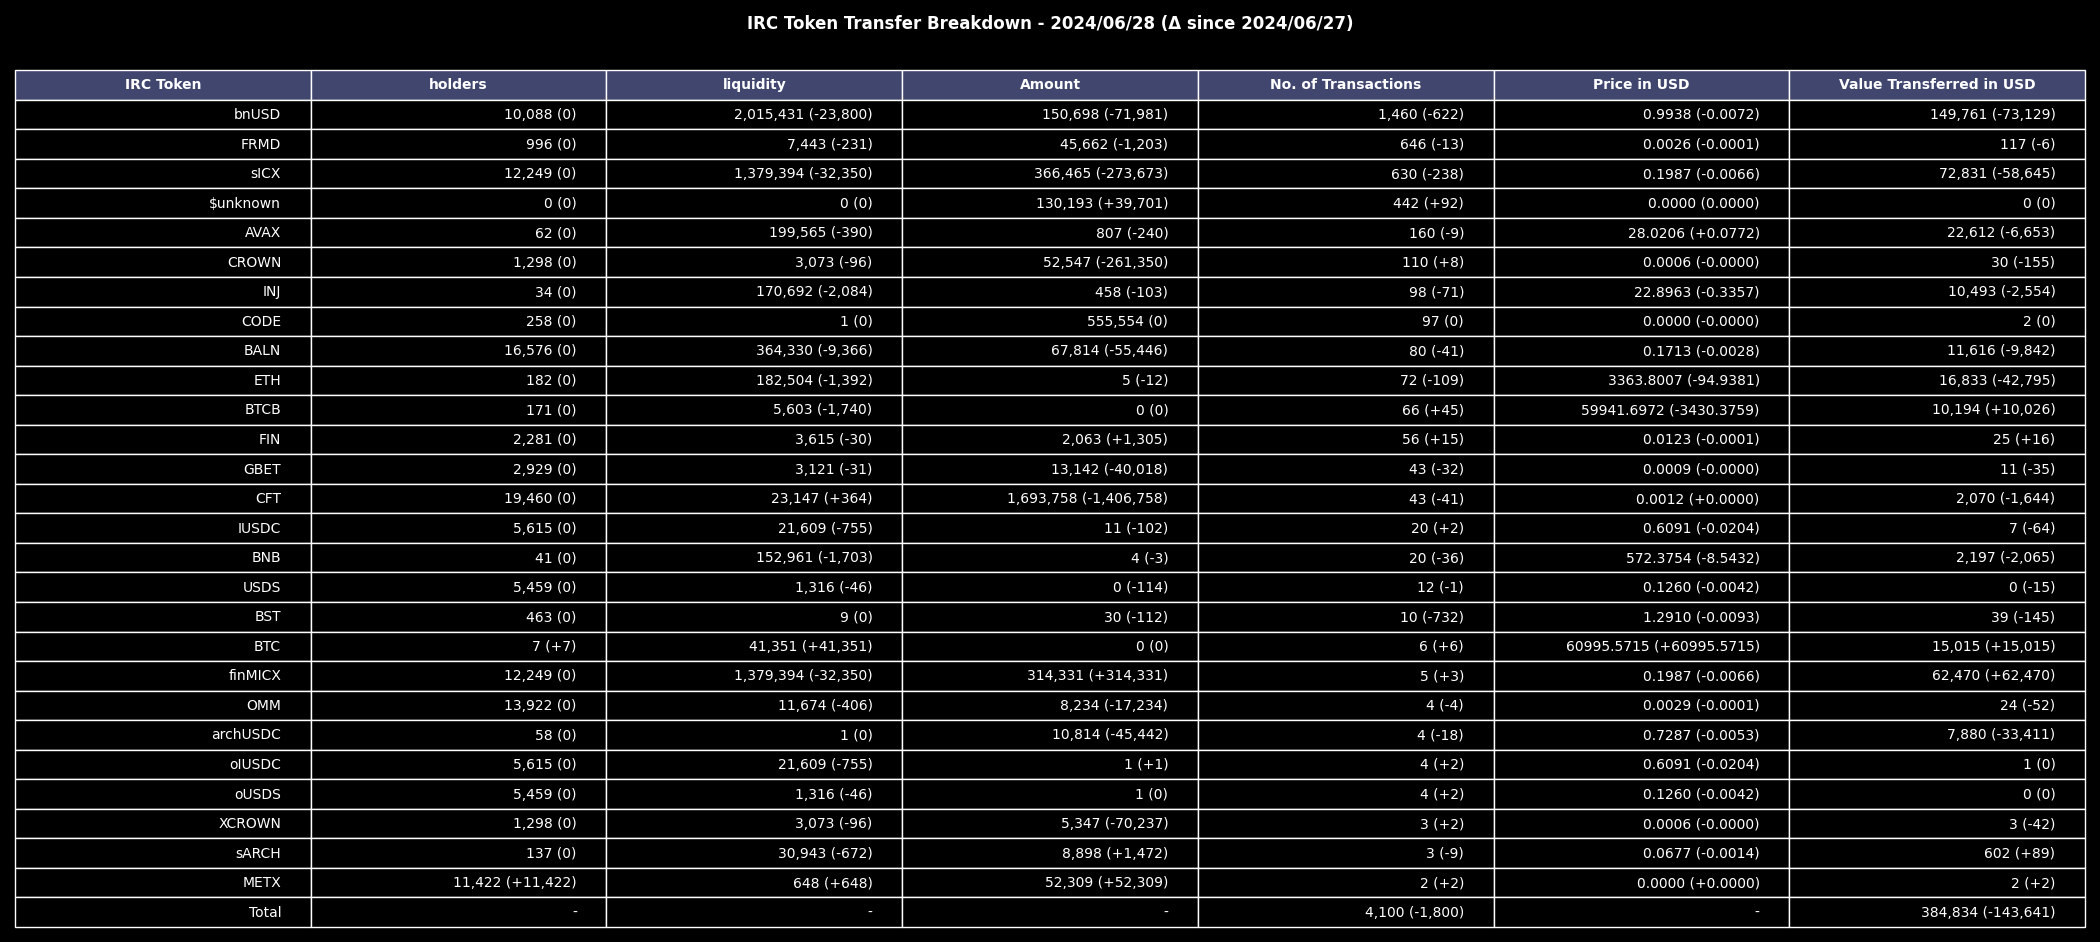 IRC Token Transfer Breakdown - 2024/06/28 (Δ since 2024/06/27)
IRC Token holders liquidity Amount No. of Transactions Price in USD Value Transferred in USD
bnUSD 10,088 (0) 2,015,431 (-23,800) 150,698 (-71,981) 1,460 (-622) 0.9938 (-0.0072) 149,761 (-73,129)
FRMD 996 (0) 7,443 (-231) 45,662 (-1,203) 646 (-13) 0.0026 (-0.0001) 117 (-6)
sICX 12,249 (0) 1,379,394 (-32,350) 366,465 (-273,673) 630 (-238) 0.1987 (-0.0066) 72,831 (-58,645)
$unknown 0 (0) 0 (0) 130,193 (+39,701) 442 (+92) 0.0000 (0.0000) 0 (0)
AVAX 62 (0) 199,565 (-390) 807 (-240) 160 (-9) 28.0206 (+0.0772) 22,612 (-6,653)
CROWN 1,298 (0) 3,073 (-96) 52,547 (-261,350) 110 (+8) 0.0006 (-0.0000) 30 (-155)
INJ 34 (0) 170,692 (-2,084) 458 (-103) 98 (-71) 22.8963 (-0.3357) 10,493 (-2,554)
CODE 258 (0) 1 (0) 555,554 (0) 97 (0) 0.0000 (-0.0000) 2 (0)
BALN 16,576 (0) 364,330 (-9,366) 67,814 (-55,446) 80 (-41) 0.1713 (-0.0028) 11,616 (-9,842)
ETH 182 (0) 182,504 (-1,392) 5 (-12) 72 (-109) 3363.8007 (-94.9381) 16,833 (-42,795)
BTCB 171 (0) 5,603 (-1,740) 0 (0) 66 (+45) 59941.6972 (-3430.3759) 10,194 (+10,026)
FIN 2,281 (0) 3,615 (-30) 2,063 (+1,305) 56 (+15) 0.0123 (-0.0001) 25 (+16)
GBET 2,929 (0) 3,121 (-31) 13,142 (-40,018) 43 (-32) 0.0009 (-0.0000) 11 (-35)
CFT 19,460 (0) 23,147 (+364) 1,693,758 (-1,406,758) 43 (-41) 0.0012 (+0.0000) 2,070 (-1,644)
IUSDC 5,615 (0) 21,609 (-755) 11 (-102) 20 (+2) 0.6091 (-0.0204) 7 (-64)
BNB 41 (0) 152,961 (-1,703) 4 (-3) 20 (-36) 572.3754 (-8.5432) 2,197 (-2,065)
USDS 5,459 (0) 1,316 (-46) 0 (-114) 12 (-1) 0.1260 (-0.0042) 0 (-15)
BST 463 (0) 9 (0) 30 (-112) 10 (-732) 1.2910 (-0.0093) 39 (-145)
BTC 7 (+7) 41,351 (+41,351) 0 (0) 6 (+6) 60995.5715 (+60995.5715) 15,015 (+15,015)
finMICX 12,249 (0) 1,379,394 (-32,350) 314,331 (+314,331) 5 (+3) 0.1987 (-0.0066) 62,470 (+62,470)
OMM 13,922 (0) 11,674 (-406) 8,234 (-17,234) 4 (-4) 0.0029 (-0.0001) 24 (-52)
archUSDC 58 (0) 1 (0) 10,814 (-45,442) 4 (-18) 0.7287 (-0.0053) 7,880 (-33,411)
oIUSDC 5,615 (0) 21,609 (-755) 1 (+1) 4 (+2) 0.6091 (-0.0204) 1 (0)
oUSDS 5,459 (0) 1,316 (-46) 1 (0) 4 (+2) 0.1260 (-0.0042) 0 (0)
XCROWN 1,298 (0) 3,073 (-96) 5,347 (-70,237) 3 (+2) 0.0006 (-0.0000) 3 (-42)
sARCH 137 (0) 30,943 (-672) 8,898 (+1,472) 3 (-9) 0.0677 (-0.0014) 602 (+89)
METX 11,422 (+11,422) 648 (+648) 52,309 (+52,309) 2 (+2) 0.0000 (+0.0000) 2 (+2)
Total - - - 4,100 (-1,800) - 384,834 (-143,641)